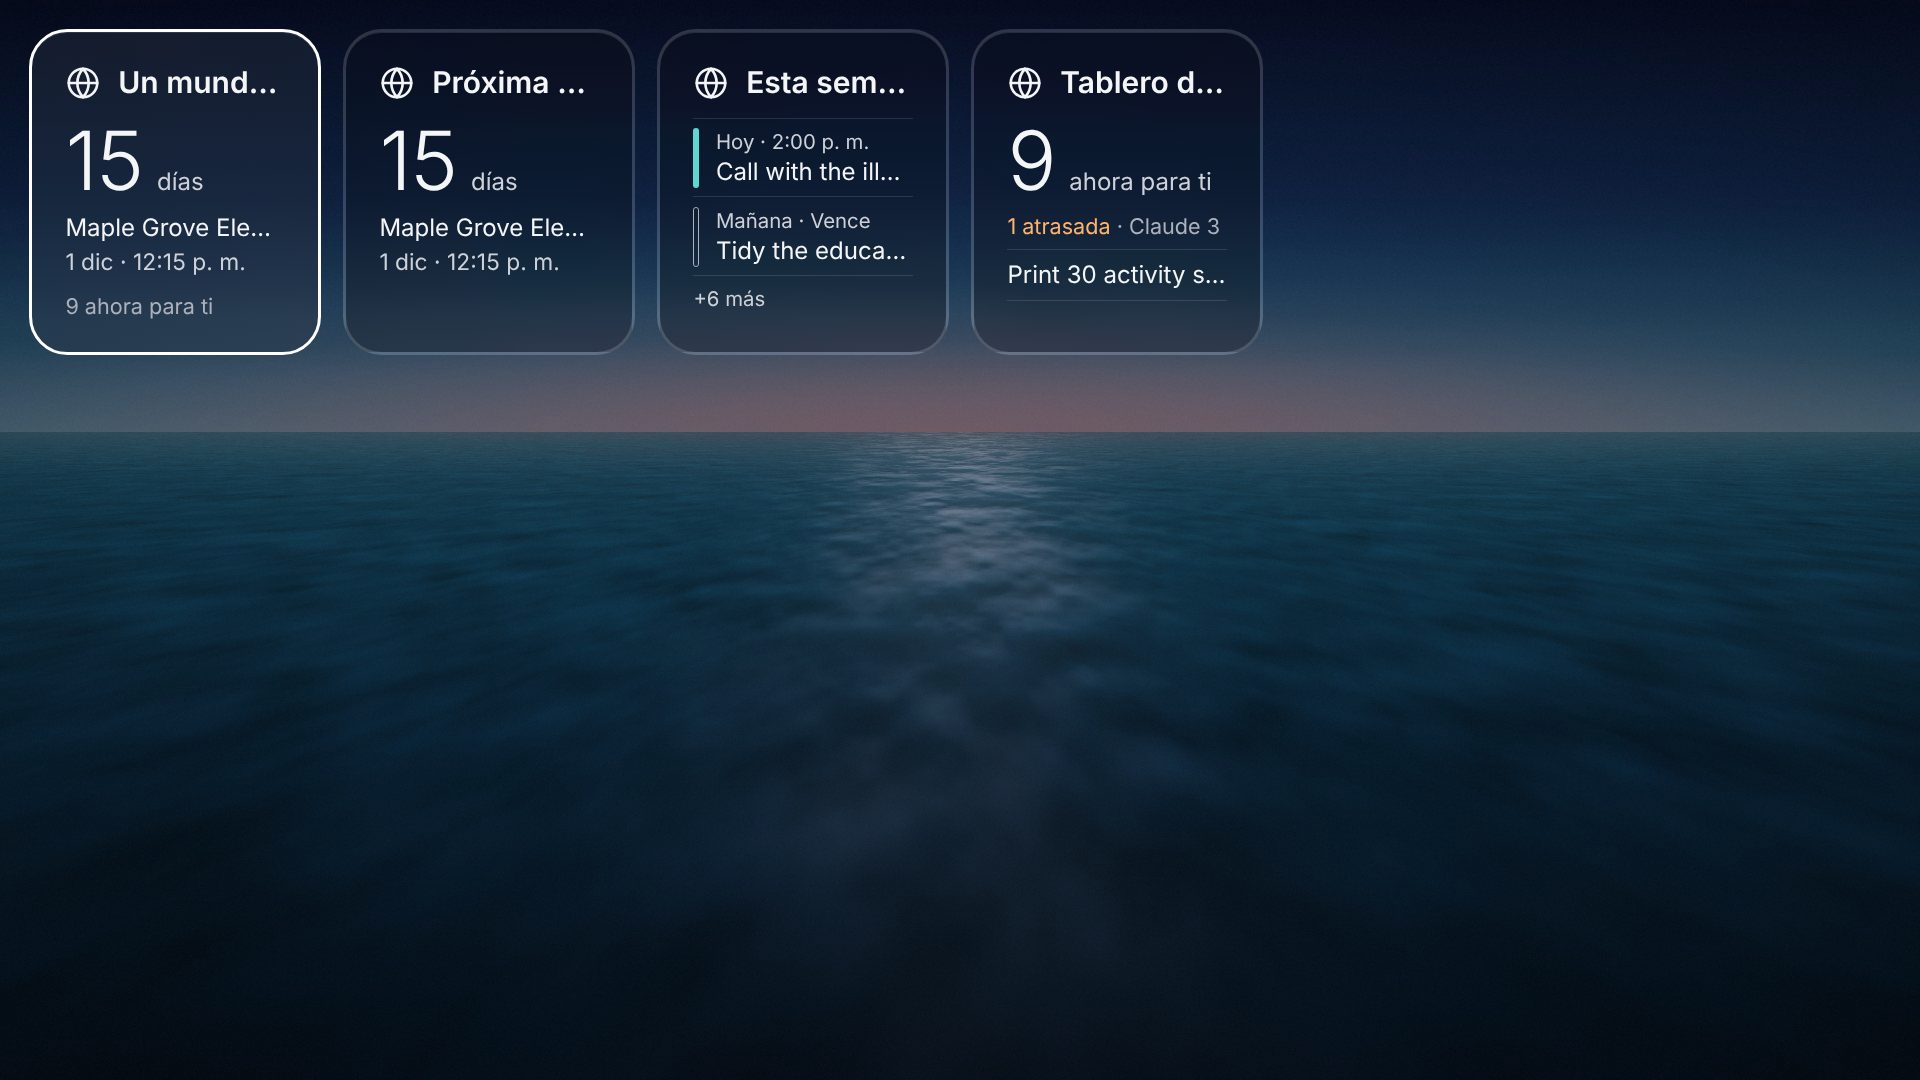 Un mund...
15 días
Maple Grove Ele...
1 dic · 12:15 p. m.
9 ahora para ti
Próxima ...
15 días
Maple Grove Ele...
1 dic · 12:15 p. m.
Esta sem...
Hoy · 2:00 p. m.
Call with the ill...
Mañana · Vence
Tidy the educa...
+6 más
Tablero d...
9 ahora para ti
1 atrasada · Claude 3
Print 30 activity s...